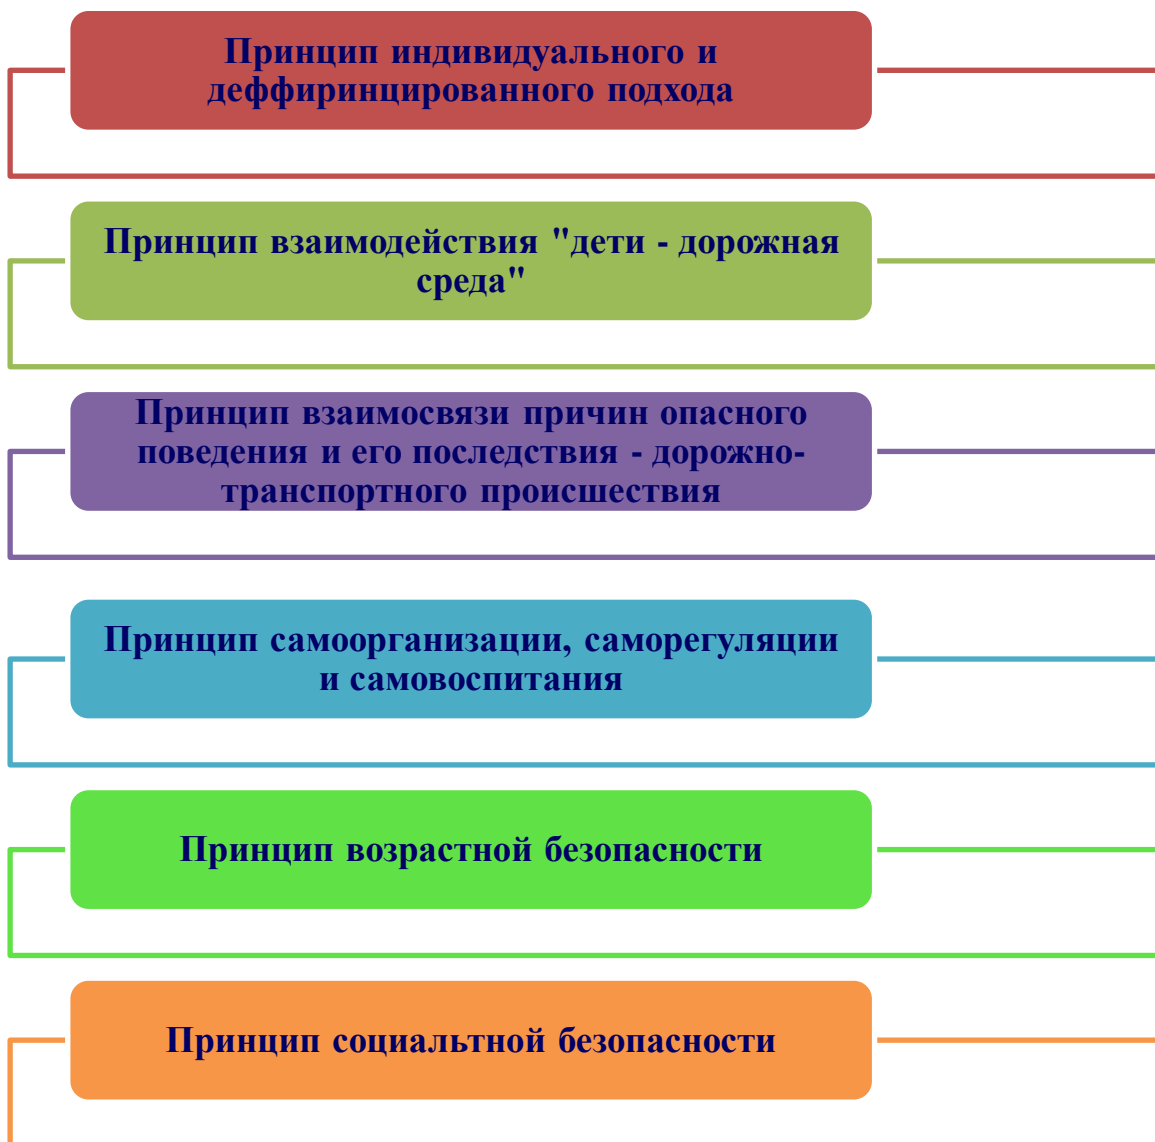 Принцип индивидуального и
деффиринцированного подхода
Принцип взаимодействия "дети - дорожная
среда"
Принцип взаимосвязи причин опасного
поведения и его последствия - дорожно-
транспортного происшествия
Принцип самоорганизации, саморегуляции
и самовоспитания
Принцип возрастной безопасности
Принцип социальтной безопасности